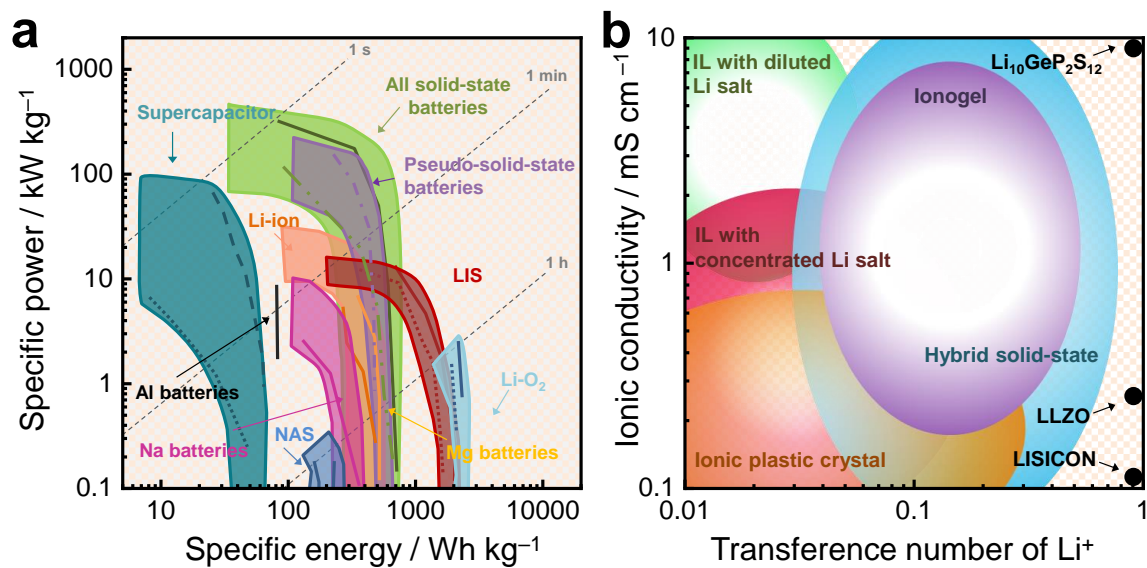 a
1000
100
10
1
0.1
10
100
1000
10000
Specific power / kW kg⁻¹
Specific energy / Wh kg⁻¹
1 s
1 min
1 h
Supercapacitor
All solid-state
batteries
Pseudo-solid-state
batteries
Li-ion
LIS
Al batteries
Li-O₂
NAS
Na batteries
Mg batteries
b
10
1
0.1
0.01
0.1
1
Ionic conductivity / mS cm⁻¹
Transference number of Li⁺
IL with diluted
Li salt
Li₁₀GeP₂S₁₂
Ionogel
IL with
concentrated Li salt
Hybrid solid-state
LLZO
Ionic plastic crystal
LISICON